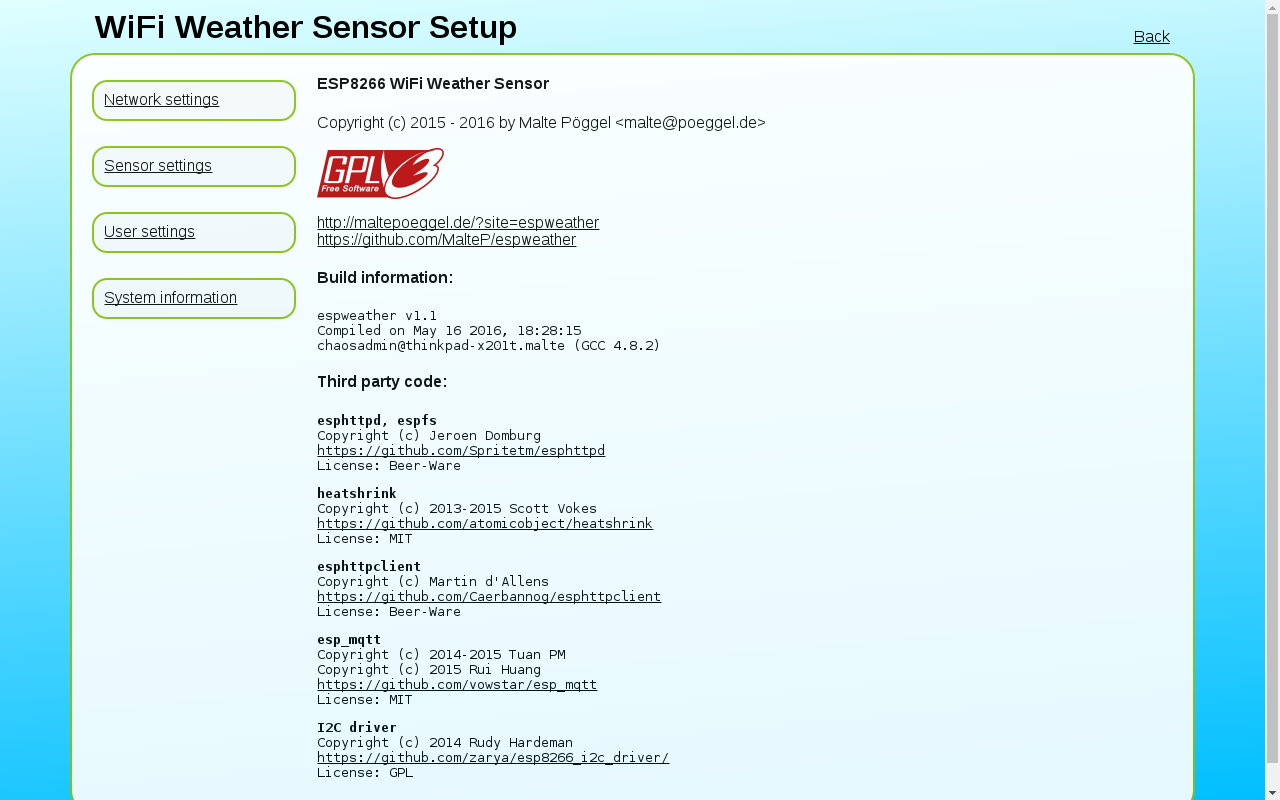 WiFi Weather Sensor Setup
Back
Network settings
Sensor settings
User settings
System information
ESP8266 WiFi Weather Sensor
Copyright (c) 2015 - 2016 by Malte Pöggel <malte@poeggel.de>
GPLV3
Free Software
http://maltepoeggel.de/?site=espweather
https://github.com/MalteP/espweather
Build information:
espweather v1.1
Compiled on May 16 2016, 18:28:15
chaosadmin@thinkpad-x201t.malte (GCC 4.8.2)
Third party code:
esphttpd, espfs
Copyright (c) Jeroen Domburg
https://github.com/Spritetm/esphttpd
License: Beer-Ware
heatshrink
Copyright (c) 2013-2015 Scott Vokes
https://github.com/atomicobject/heatshrink
License: MIT
esphttpclient
Copyright (c) Martin d'Allens
https://github.com/Caerbannog/esphttpclient
License: Beer-Ware
esp_mqtt
Copyright (c) 2014-2015 Tuan PM
Copyright (c) 2015 Rui Huang
https://github.com/vowstar/esp_mqtt
License: MIT
I2C driver
Copyright (c) 2014 Rudy Hardeman
https://github.com/zarya/esp8266_i2c_driver/
License: GPL